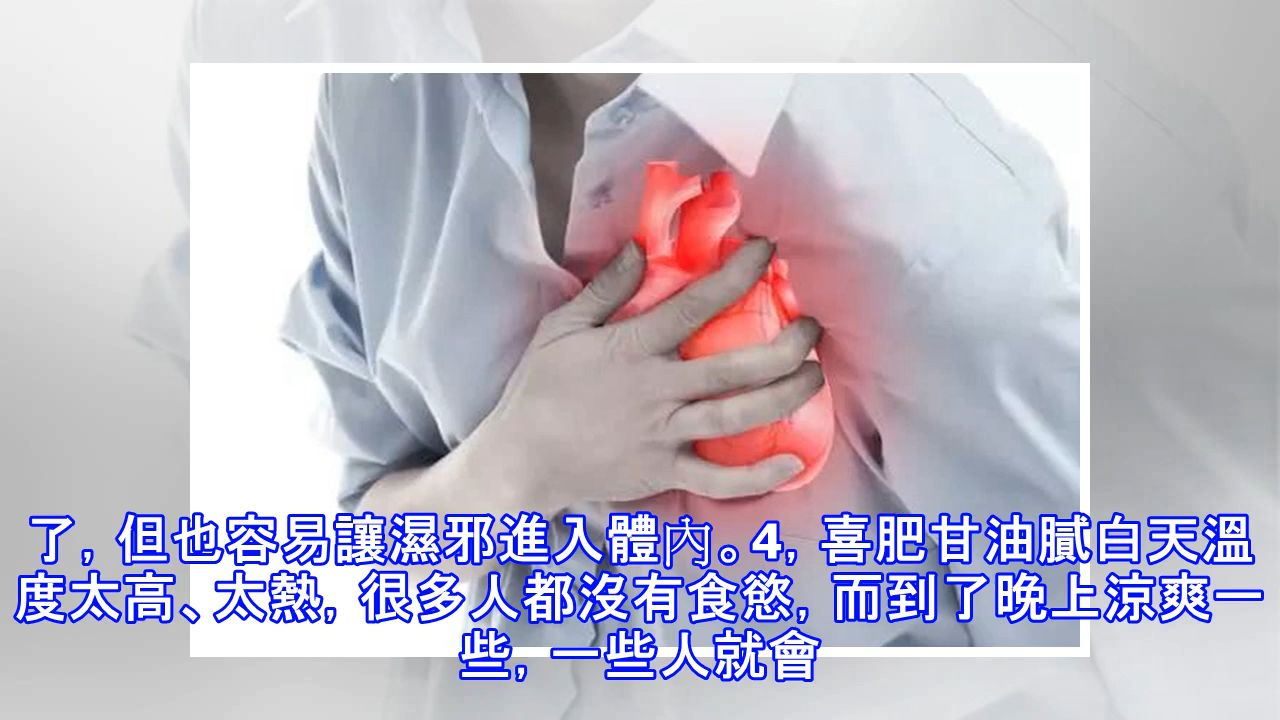 了, 但也容易讓濕邪進入體內。4, 喜肥甘油膩白天溫
度太高、太熱, 很多人都沒有食慾, 而到了晚上涼爽一
些, 一些人就會